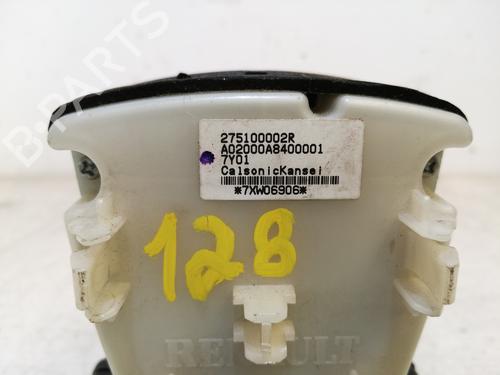 275100002R
A02000A8400001
7Y01
CalsonicKansei
*7XW06906*
128
RENAULT
B-PARTS